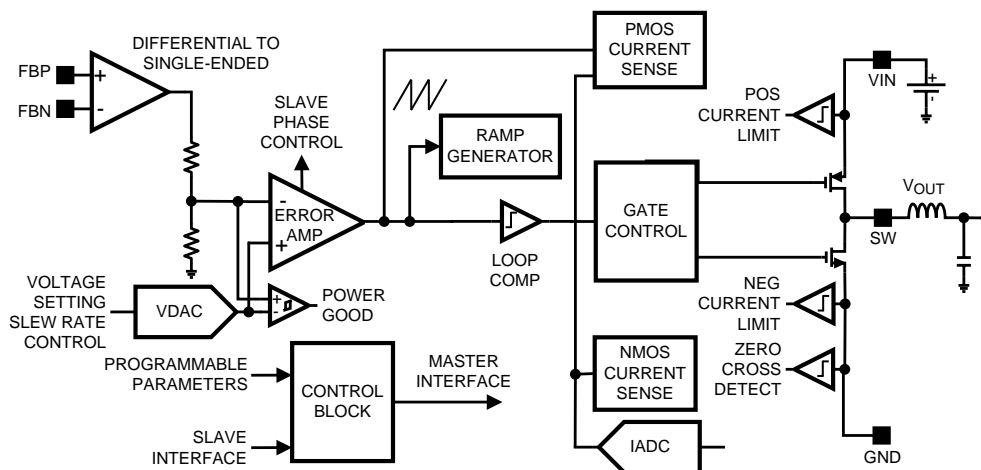 DIFFERENTIAL TO
SINGLE-ENDED
FBP
FBN
+
-
SLAVE
PHASE
CONTROL
RAMP
GENERATOR
PMOS
CURRENT
SENSE
POS
CURRENT
LIMIT
VIN
+
-
-
ERROR
AMP
+
LOOP
COMP
GATE
CONTROL
VOUT
SW
VOLTAGE
SETTING
SLEW RATE
CONTROL
VDAC
+
-
POWER
GOOD
NEG
CURRENT
LIMIT
ZERO
CROSS
DETECT
PROGRAMMABLE
PARAMETERS
SLAVE
INTERFACE
CONTROL
BLOCK
MASTER
INTERFACE
NMOS
CURRENT
SENSE
IADC
GND